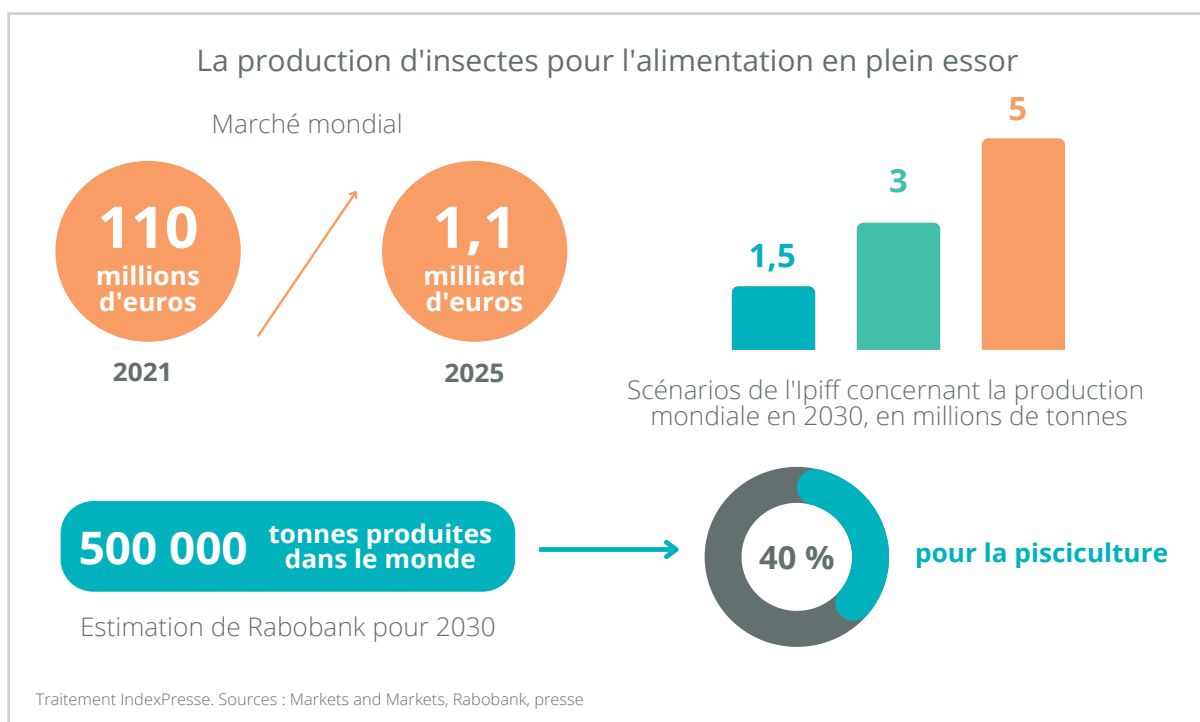 La production d'insectes pour l'alimentation en plein essor
Marché mondial
110
millions
d'euros
2021
1,1
milliard
d'euros
2025
1,5
3
5
Scénarios de l'Ipiff concernant la production
mondiale en 2030, en millions de tonnes
500 000
tonnes produites
dans le monde
Estimation de Rabobank pour 2030
40 %
pour la pisciculture
Traitement IndexPresse. Sources : Markets and Markets, Rabobank, presse